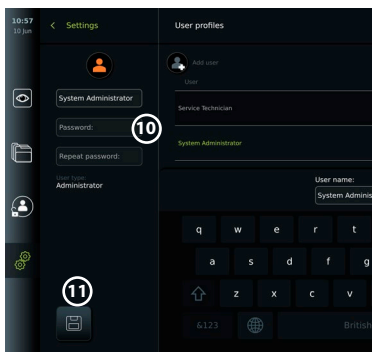 10:57
10 Jun
Settings
System Administrator
Password:
10
Repeat password:
User type:
Administrator
11
User profiles
Add user
User
Service Technician
System Administrator
User name:
System Adminis
q w e r t
a s d f g
z x c v
&123
British